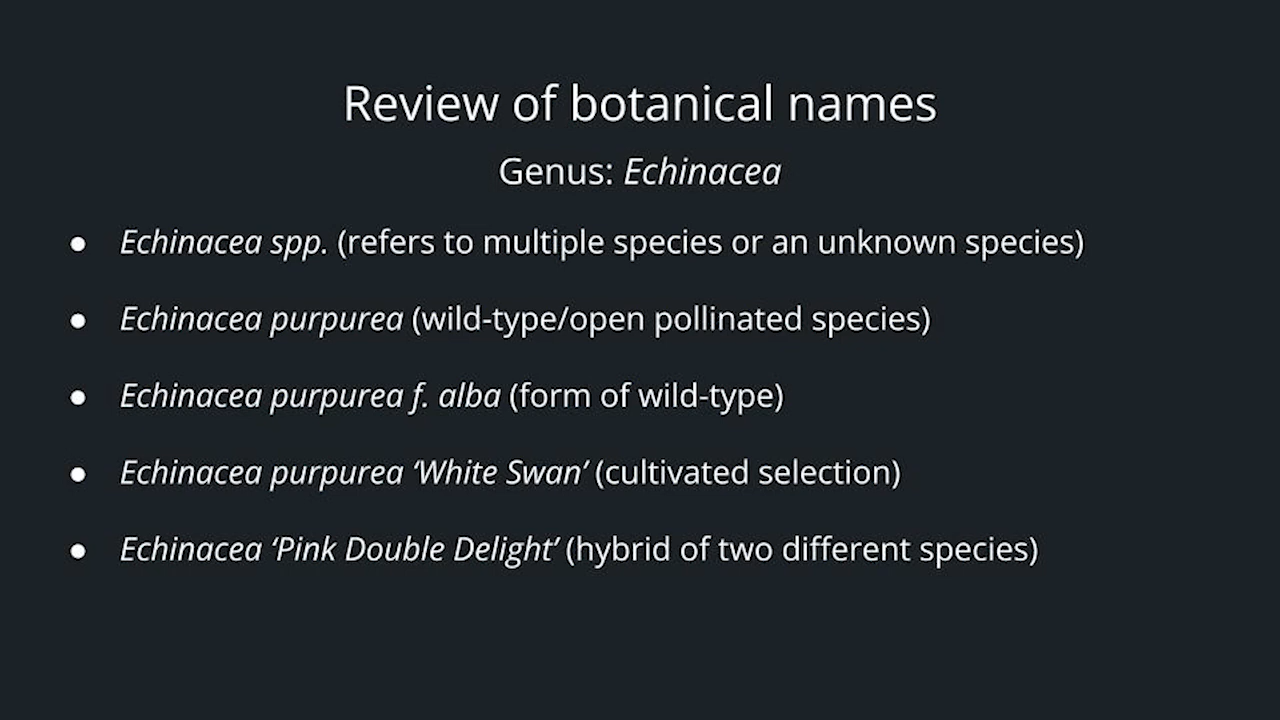 Review of botanical names
Genus: Echinacea
● Echinacea spp. (refers to multiple species or an unknown species)
● Echinacea purpurea (wild-type/open pollinated species)
● Echinacea purpurea f. alba (form of wild-type)
● Echinacea purpurea ‘White Swan’ (cultivated selection)
● Echinacea ‘Pink Double Delight’ (hybrid of two different species)